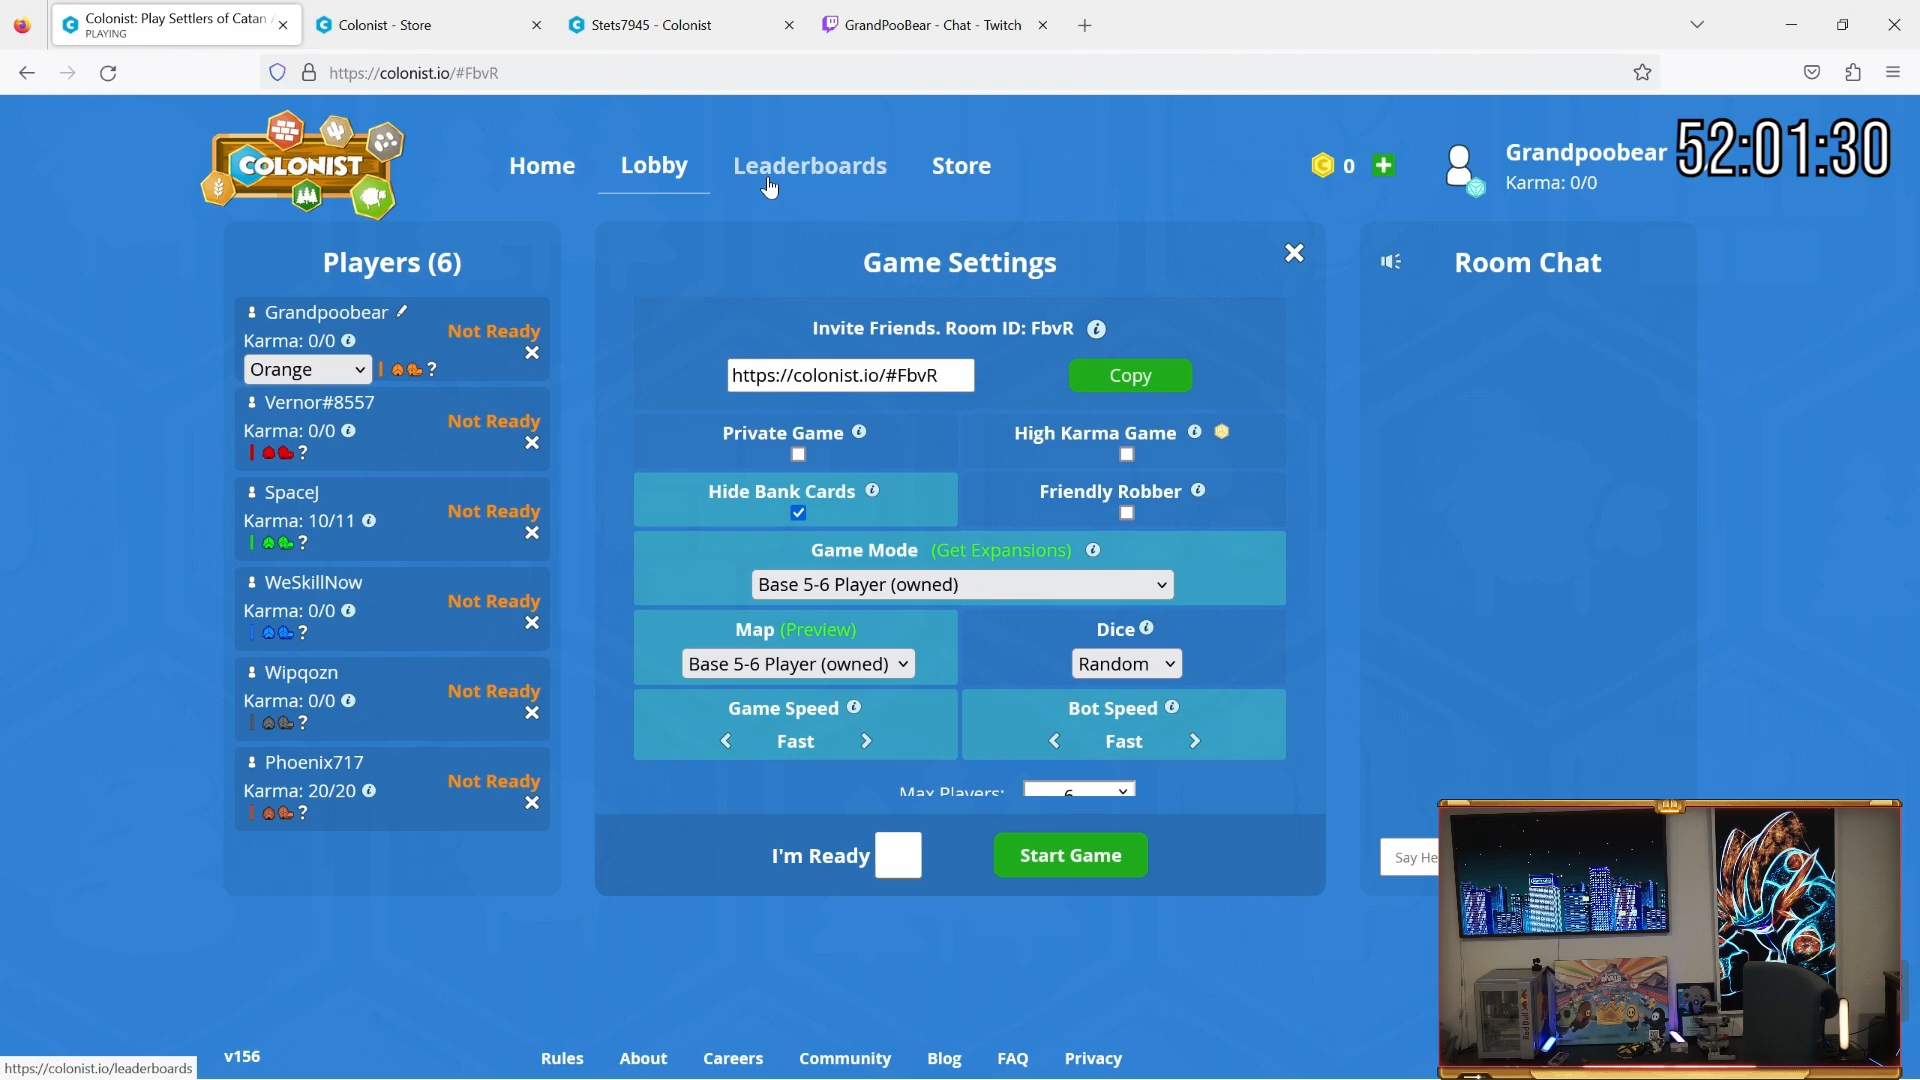 Colonist: Play Settlers of Catan
PLAYING
Colonist - Store
Stets7945 - Colonist
GrandPooBear - Chat - Twitch
https://colonist.io/#FbvR
COLONIST
Home
Lobby
Leaderboards
Store
0
Grandpoobear
Karma: 0/0
52:01:30
Players (6)
Grandpoobear
Karma: 0/0
Not Ready
Orange
?
Vernor#8557
Karma: 0/0
Not Ready
?
SpaceJ
Karma: 10/11
Not Ready
?
WeSkillNow
Karma: 0/0
Not Ready
?
Wipqozn
Karma: 0/0
Not Ready
?
Phoenix717
Karma: 20/20
Not Ready
?
Game Settings
Invite Friends. Room ID: FbvR
https://colonist.io/#FbvR
Copy
Private Game
High Karma Game
Hide Bank Cards
Friendly Robber
Game Mode (Get Expansions)
Base 5-6 Player (owned)
Map (Preview)
Base 5-6 Player (owned)
Dice
Random
Game Speed
Fast
Bot Speed
Fast
Max Players:
6
I'm Ready
Start Game
Room Chat
Say He
v156
Rules
About
Careers
Community
Blog
FAQ
Privacy
https://colonist.io/leaderboards